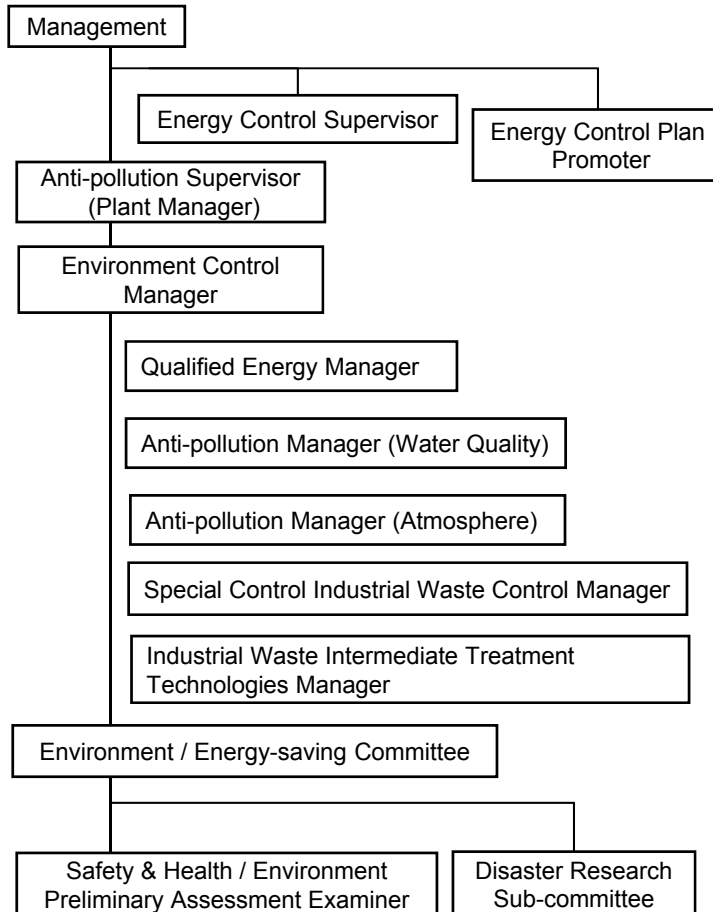 Management
Energy Control Supervisor
Energy Control Plan
Promoter
Anti-pollution Supervisor
(Plant Manager)
Environment Control
Manager
Qualified Energy Manager
Anti-pollution Manager (Water Quality)
Anti-pollution Manager (Atmosphere)
Special Control Industrial Waste Control Manager
Industrial Waste Intermediate Treatment
Technologies Manager
Environment / Energy-saving Committee
Safety & Health / Environment
Preliminary Assessment Examiner
Disaster Research
Sub-committee